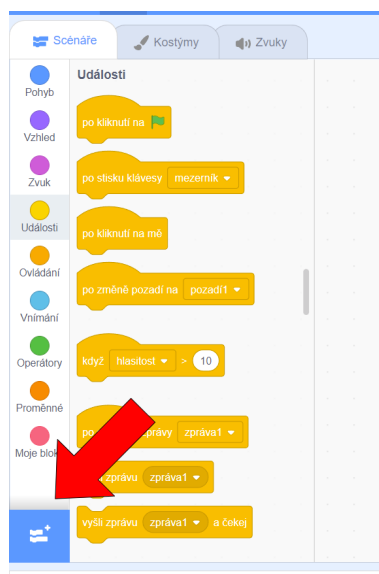 Scénáře
Kostýmy
Zvuky
Pohyb
Vzhled
Zvuk
Události
Ovládání
Vnímání
Operátory
Proměnné
Moje
Události
po kliknutí na
po stisku klávesy mezerník
po kliknutí na mě
po změně pozadí na pozadí1
když hlasitost > 10
zprávy zpráva1
zprávu zpráva1
vyšli zprávu zpráva1 a čekej